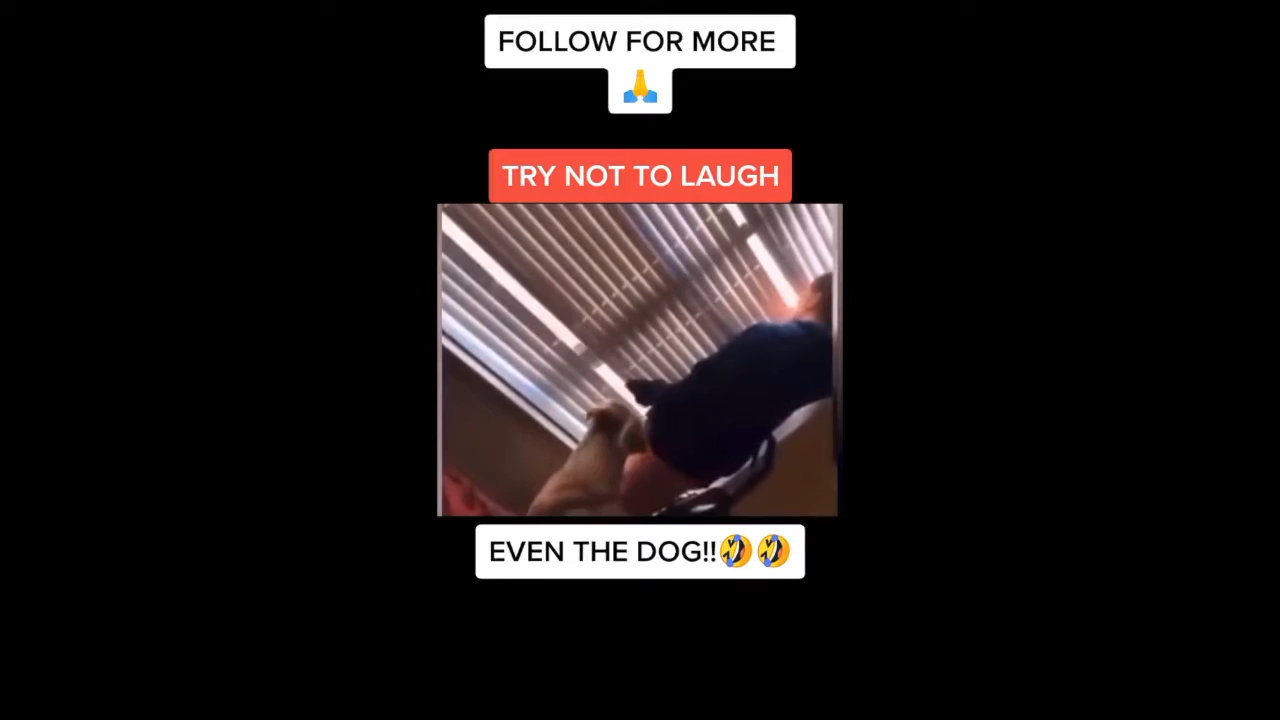 FOLLOW FOR MORE
🙏
TRY NOT TO LAUGH
EVEN THE DOG!!🤣🤣